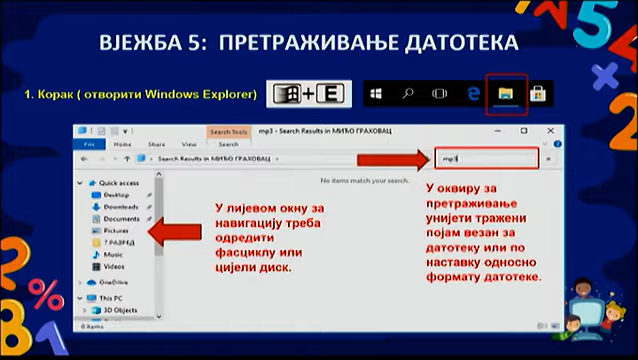 ВЈЕЖБА 5: ПРЕТРАЖИВАЊЕ ДАТОТЕКА
1. Корак ( отворити Windows Explorer)
+ E
Search Tools
mp3 - Search Results in МИЋО ГРАХОВАЦ
File Home Share View Search
Search Results in МИЋО ГРАХОВАЦ
mp3
No items match your search.
Quick access
Desktop
Downloads
Documents
Pictures
7 РАЗРЕД
Music
Videos
OneDrive
This PC
3D Objects
0 items
У лијевом окну за
навигацију треба
одредити
фасциклу или
цијели диск.
У оквиру за
претраживање
унијети тражени
појам везан за
датотеку или по
наставку односно
формату датотеке.